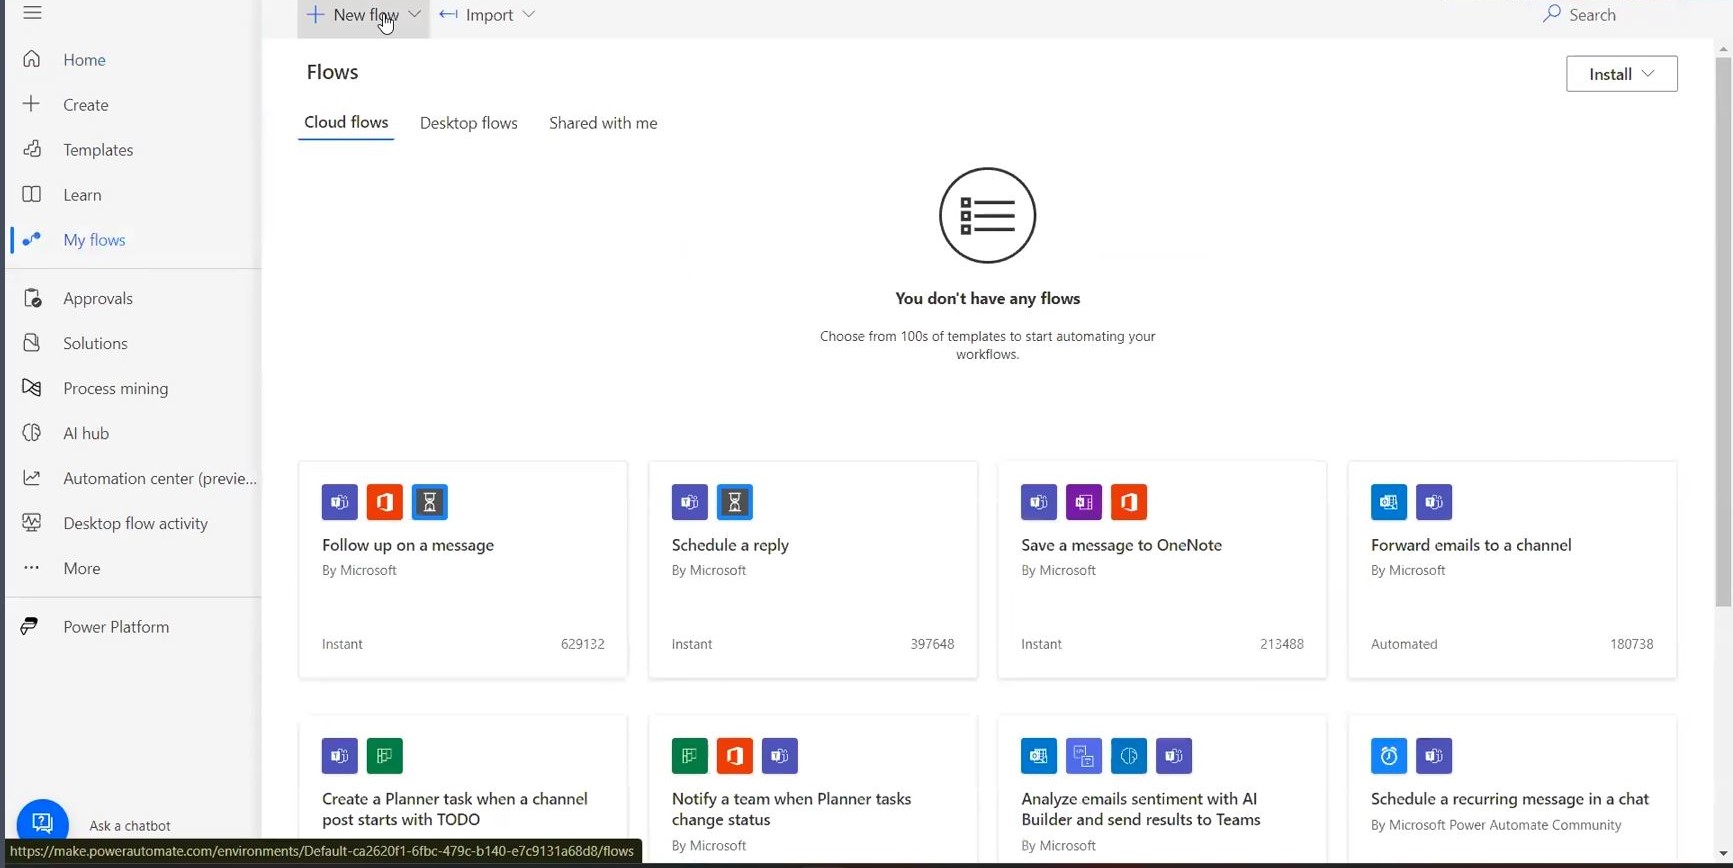 New flow
Import
Search
Home
Create
Templates
Learn
My flows
Approvals
Solutions
Process mining
AI hub
Automation center (previe...
Desktop flow activity
More
Power Platform
Ask a chatbot
Flows
Install
Cloud flows
Desktop flows
Shared with me
You don't have any flows
Choose from 100s of templates to start automating your
workflows.
Follow up on a message
By Microsoft
Instant
629132
Schedule a reply
By Microsoft
Instant
397648
Save a message to OneNote
By Microsoft
Instant
213488
Forward emails to a channel
By Microsoft
Automated
180738
Create a Planner task when a channel
post starts with TODO
Notify a team when Planner tasks
change status
By Microsoft
Analyze emails sentiment with AI
Builder and send results to Teams
By Microsoft
Schedule a recurring message in a chat
By Microsoft Power Automate Community
https://make.powerautomate.com/environments/Default-ca2620f1-6fbc-479c-b140-e7c9131a68d8/flows